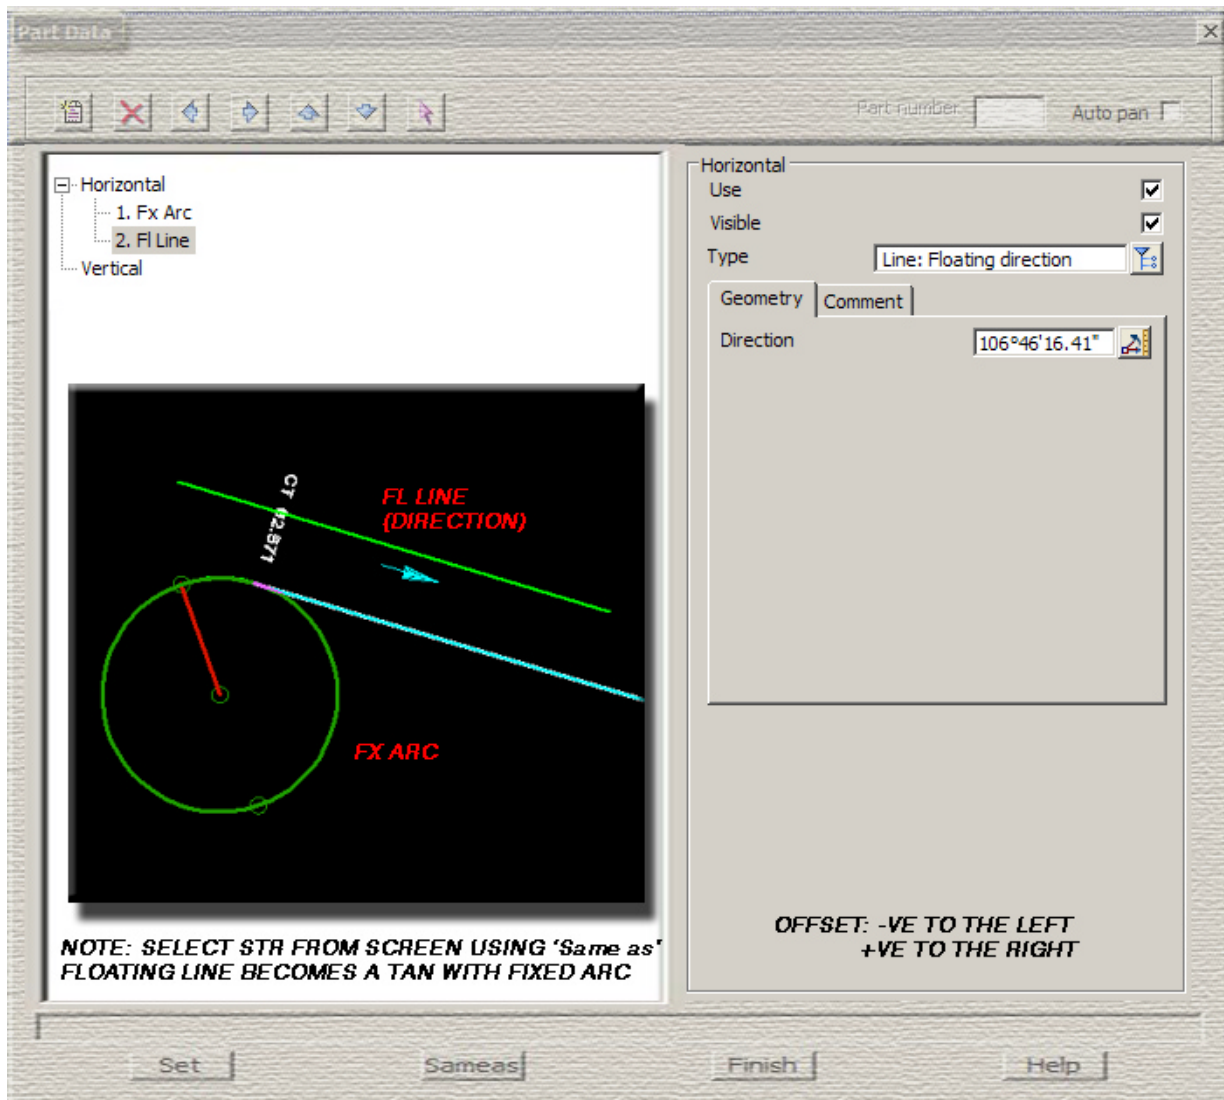 Part Data
Part number
Auto pan
Horizontal
1. Fx Arc
2. Fl Line
Vertical
CT 82.571
FL LINE
(DIRECTION)
FX ARC
NOTE: SELECT STR FROM SCREEN USING 'Same as'
FLOATING LINE BECOMES A TAN WITH FIXED ARC
Horizontal
Use
Visible
Type
Line: Floating direction
Geometry
Comment
Direction
106°46'16.41"
OFFSET: -VE TO THE LEFT
+VE TO THE RIGHT
Set
Sameas
Finish
Help